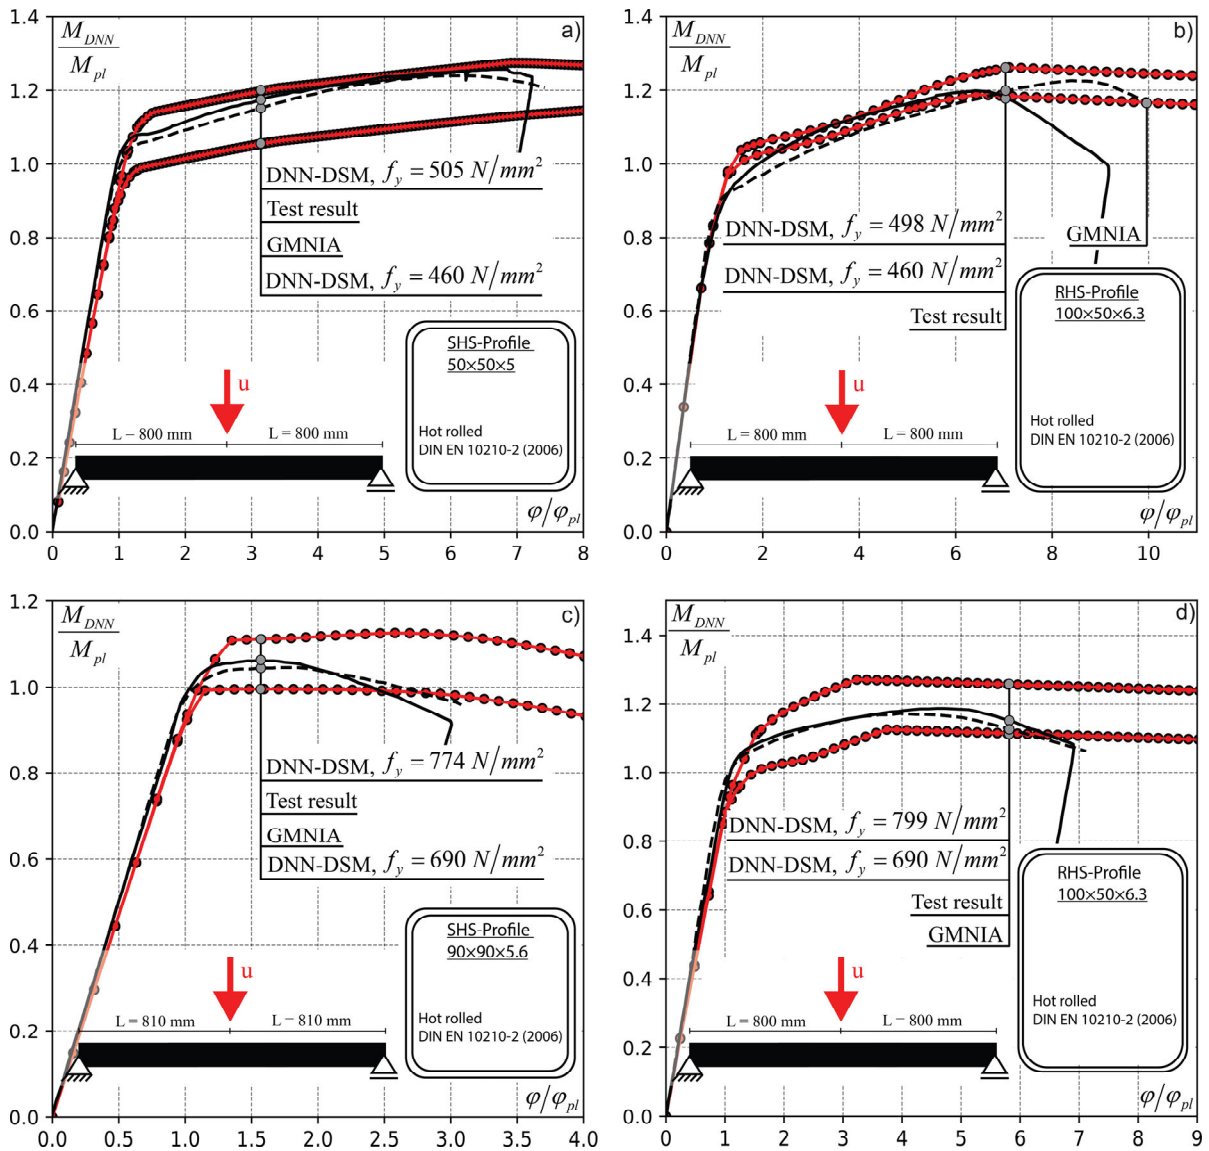 a)
M_DNN
M_pl
1.4
1.2
1.0
0.8
0.6
0.4
0.2
0.0
DNN-DSM, f_y = 505 N/mm²
Test result
GMNIA
DNN-DSM, f_y = 460 N/mm²
SHS-Profile
50×50×5
Hot rolled
DIN EN 10210-2 (2006)
u
L – 800 mm
L = 800 mm
φ/φ_pl
0 1 2 3 5 6 7 8
b)
M_DNN
M_pl
1.4
1.2
1.0
0.8
0.6
0.4
0.2
0.0
DNN-DSM, f_y = 498 N/mm²
DNN-DSM, f_y = 460 N/mm²
Test result
GMNIA
RHS-Profile
100×50×6.3
Hot rolled
DIN EN 10210-2 (2006)
u
L = 800 mm
L – 800 mm
φ/φ_pl
0 2 4 6 8 10
c)
M_DNN
M_pl
1.2
1.0
0.8
0.6
0.4
0.2
0.0
DNN-DSM, f_y = 774 N/mm²
Test result
GMNIA
DNN-DSM, f_y = 690 N/mm²
SHS-Profile
90×90×5.6
Hot rolled
DIN EN 10210-2 (2006)
u
L = 810 mm
L – 810 mm
φ/φ_pl
0 0.5 1.0 1.5 2.0 2.5 3.0 3.5 4.0
d)
M_DNN
M_pl
1.4
1.2
1.0
0.8
0.6
0.4
0.2
0.0
DNN-DSM, f_y = 799 N/mm²
DNN-DSM, f_y = 690 N/mm²
Test result
GMNIA
RHS-Profile
100×50×6.3
Hot rolled
DIN EN 10210-2 (2006)
u
L = 800 mm
L – 800 mm
φ/φ_pl
0 1 2 3 4 5 6 7 8 9